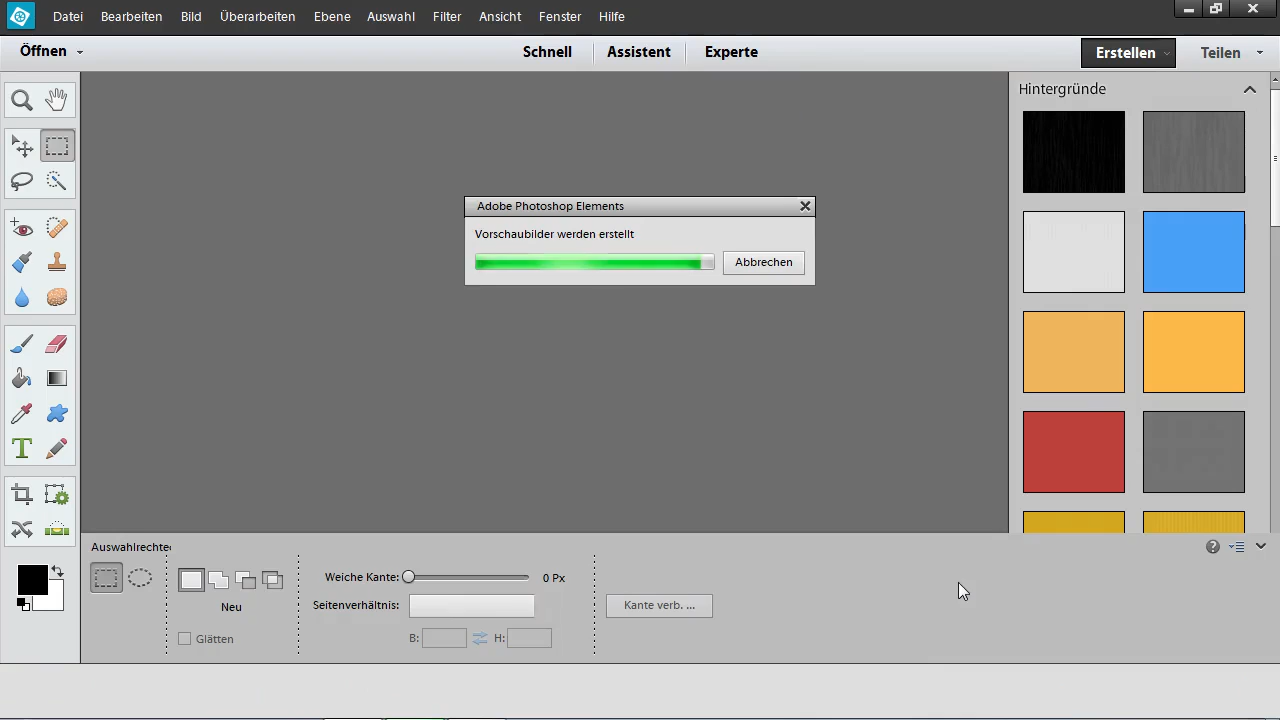 Datei Bearbeiten Bild Überarbeiten Ebene Auswahl Filter Ansicht Fenster Hilfe
Öffnen Schnell Assistent Experte Erstellen Teilen
Hintergründe
Adobe Photoshop Elements
Vorschaubilder werden erstellt
Abbrechen
Auswahlrechte
Weiche Kante: 0 Px
Neu Seitenverhältnis: Kante verb. ...
Glätten B: H: